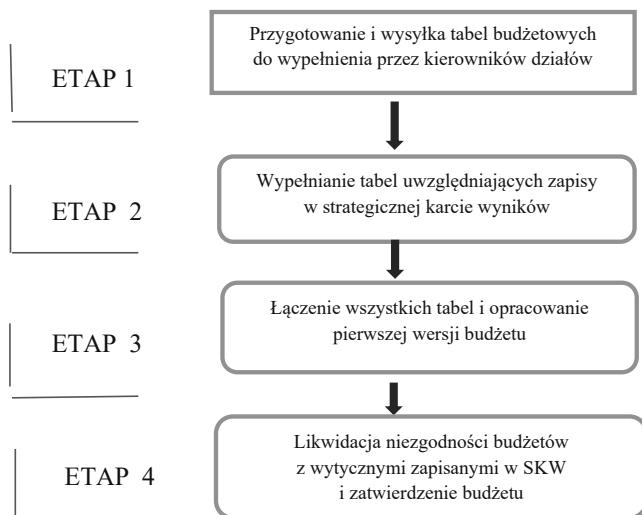 ETAP 1
Przygotowanie i wysyłka tabel budżetowych
do wypełnienia przez kierowników działów
ETAP 2
Wypełnianie tabel uwzględniających zapisy
w strategicznej karcie wyników
ETAP 3
Łączenie wszystkich tabel i opracowanie
pierwszej wersji budżetu
ETAP 4
Likwidacja niezgodności budżetów
z wytycznymi zapisanymi w SKW
i zatwierdzenie budżetu